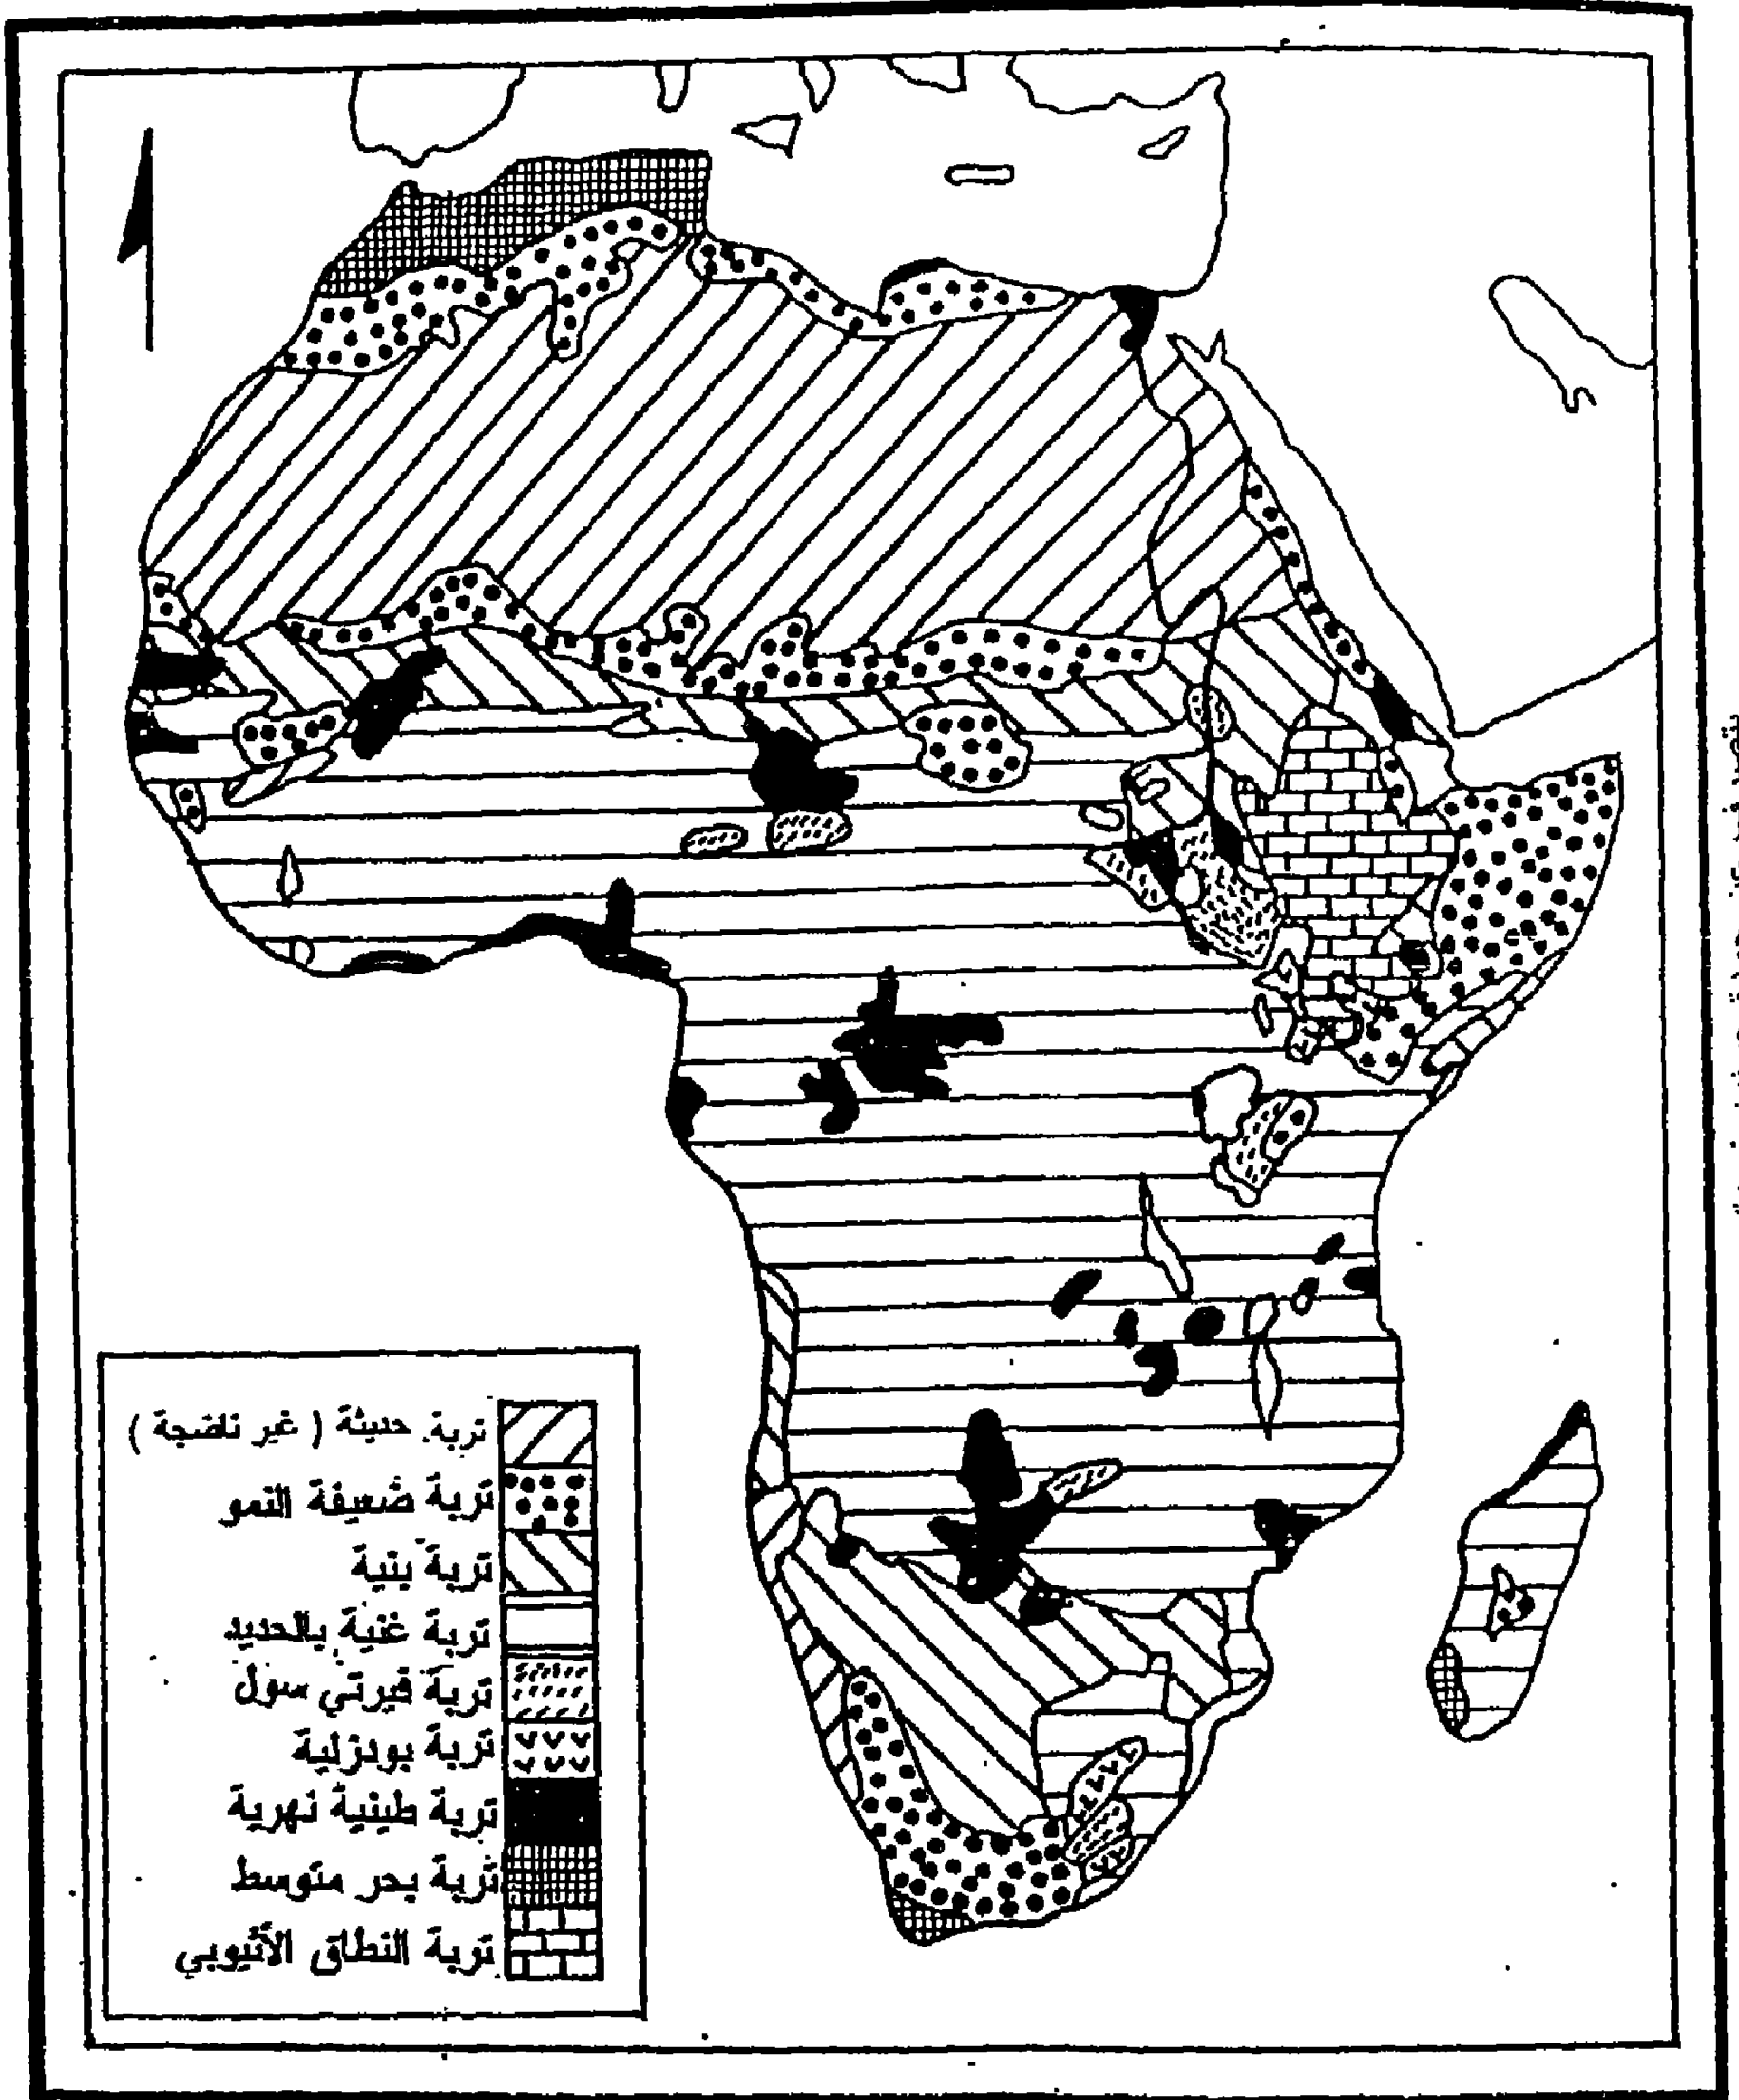 تربة حديثة ( غير ناضجة )
تربة ضعيفة النمو
تربة بنية
تربة غنية بالحديد
تربة فيرتي سول
تربة بودزلية
تربة طينية نهرية
تربة بحر متوسط
تربة النطاق الأثيوبي